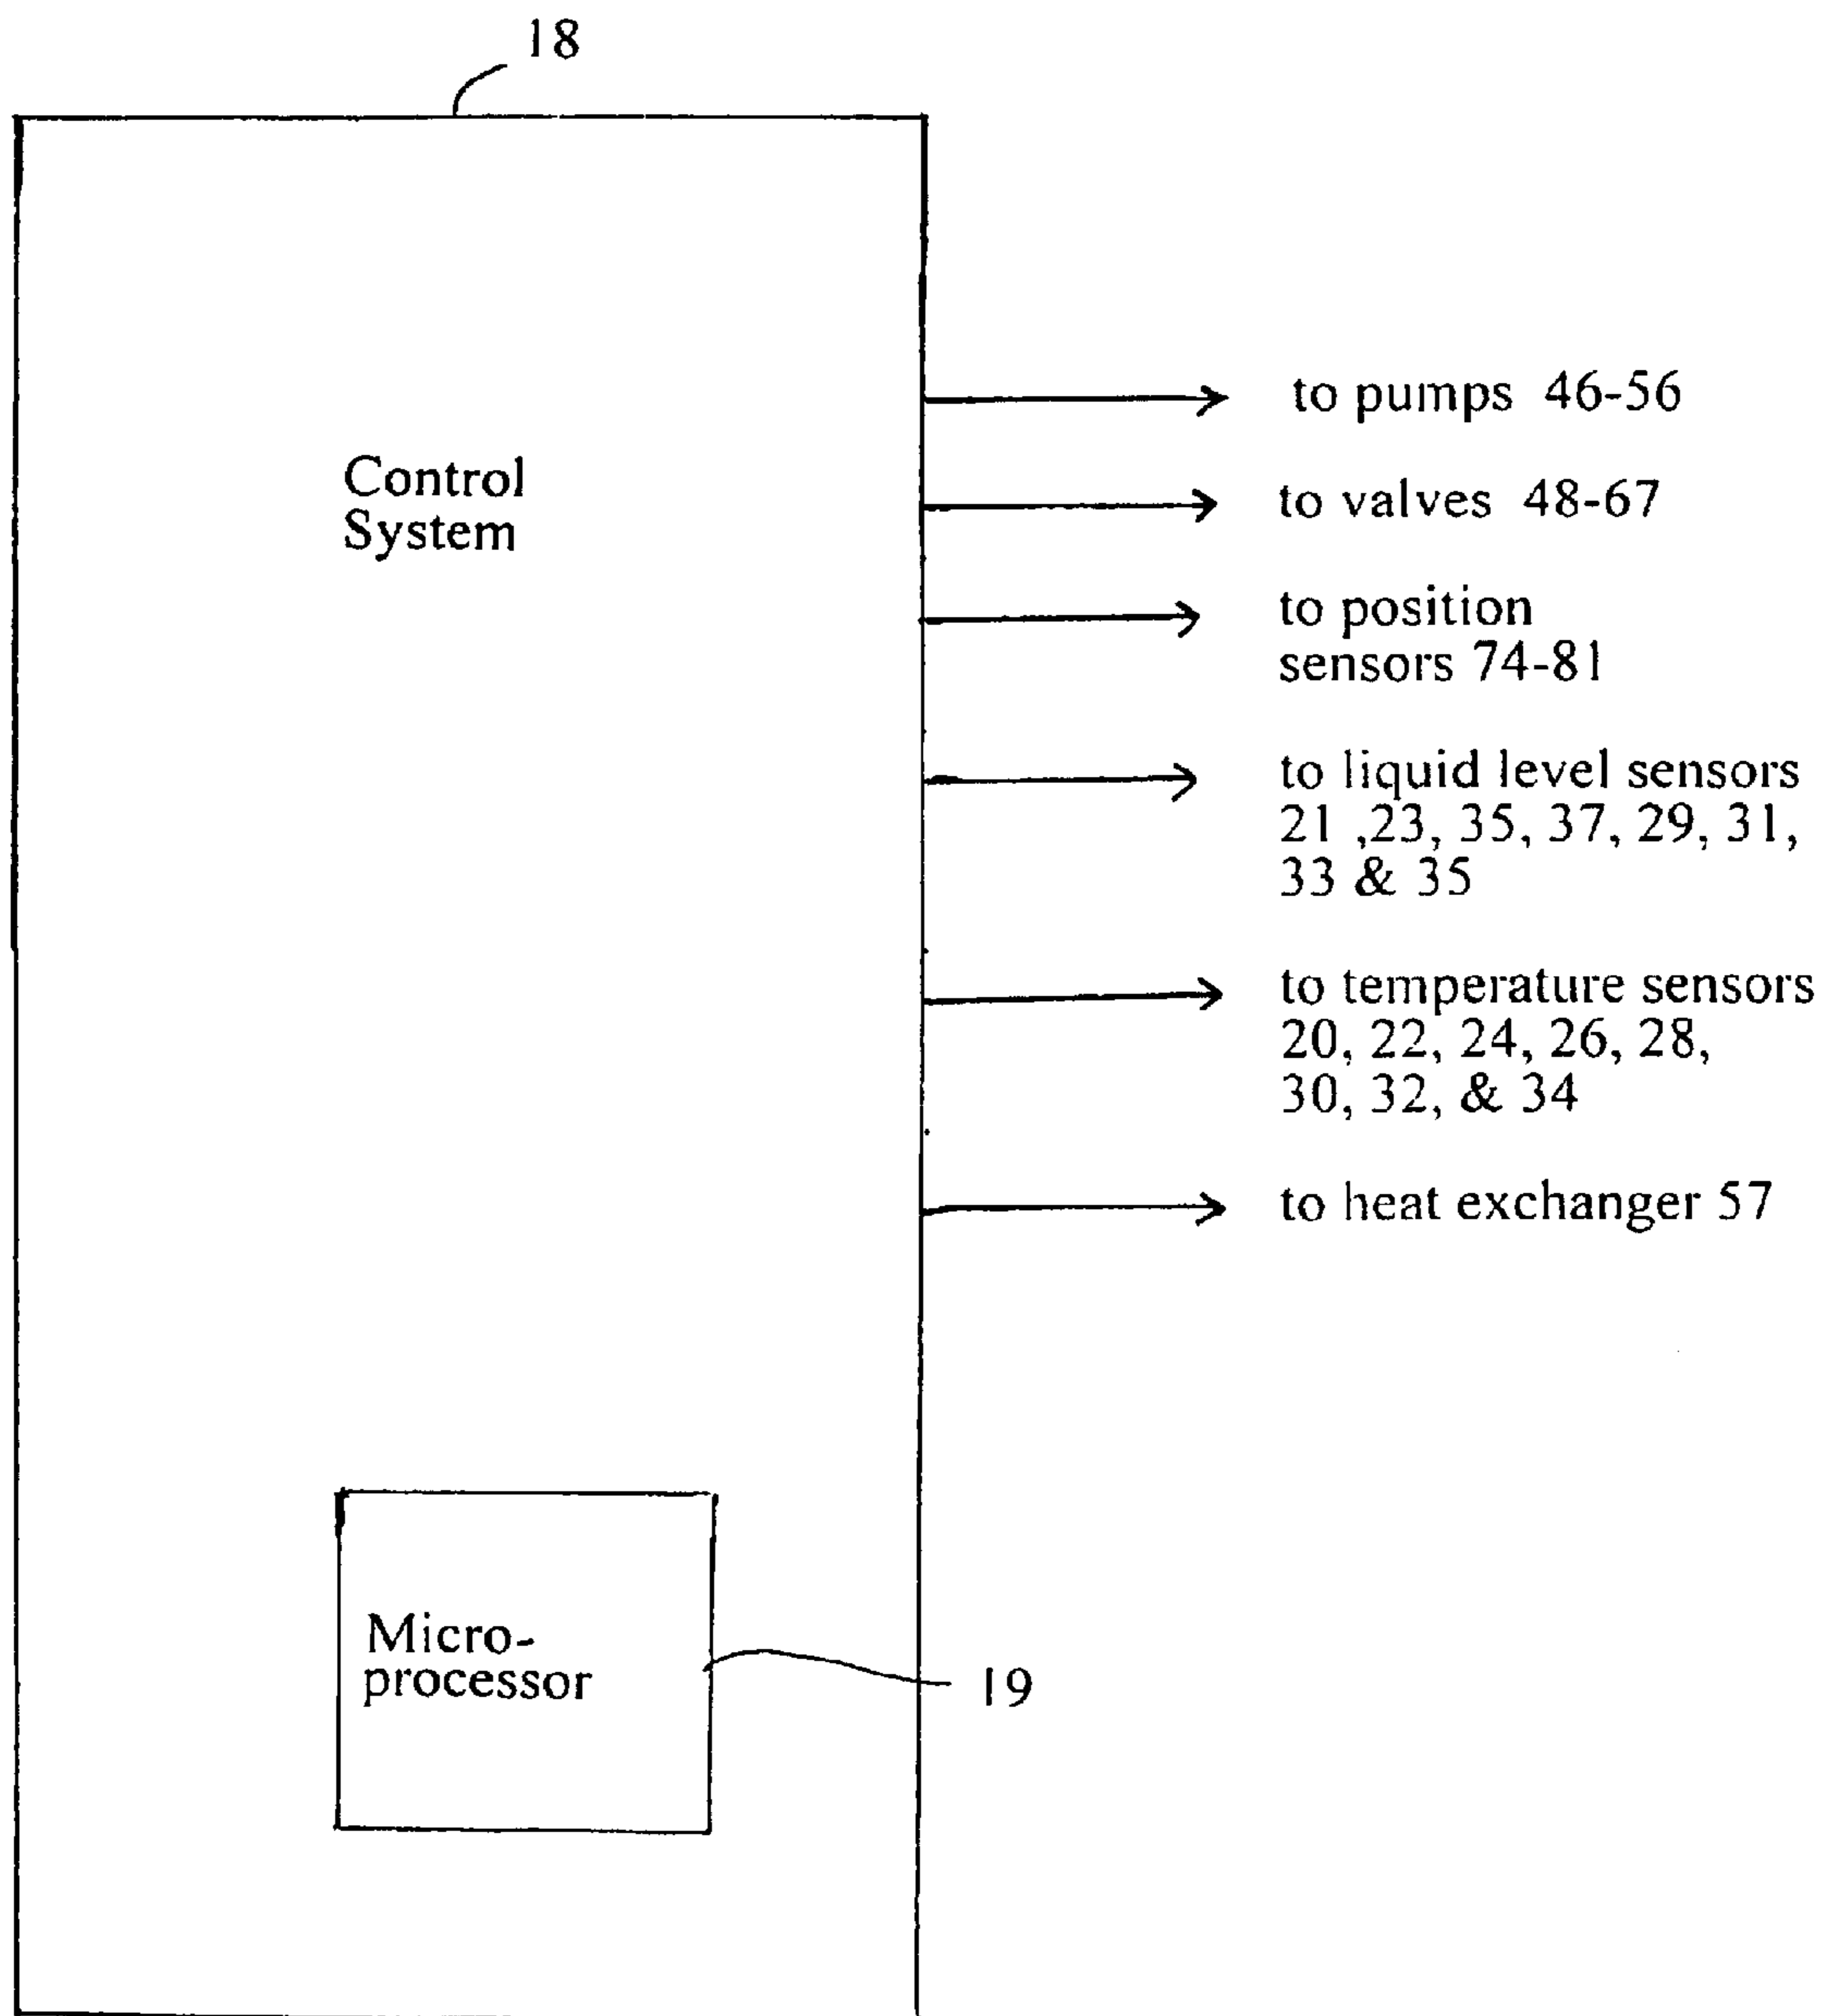 18
Control
System
to pumps 46-56
to valves 48-67
to position
sensors 74-81
to liquid level sensors
21 ,23, 35, 37, 29, 31,
33 & 35
to temperature sensors
20, 22, 24, 26, 28,
30, 32, & 34
to heat exchanger 57
Micro-
processor
19